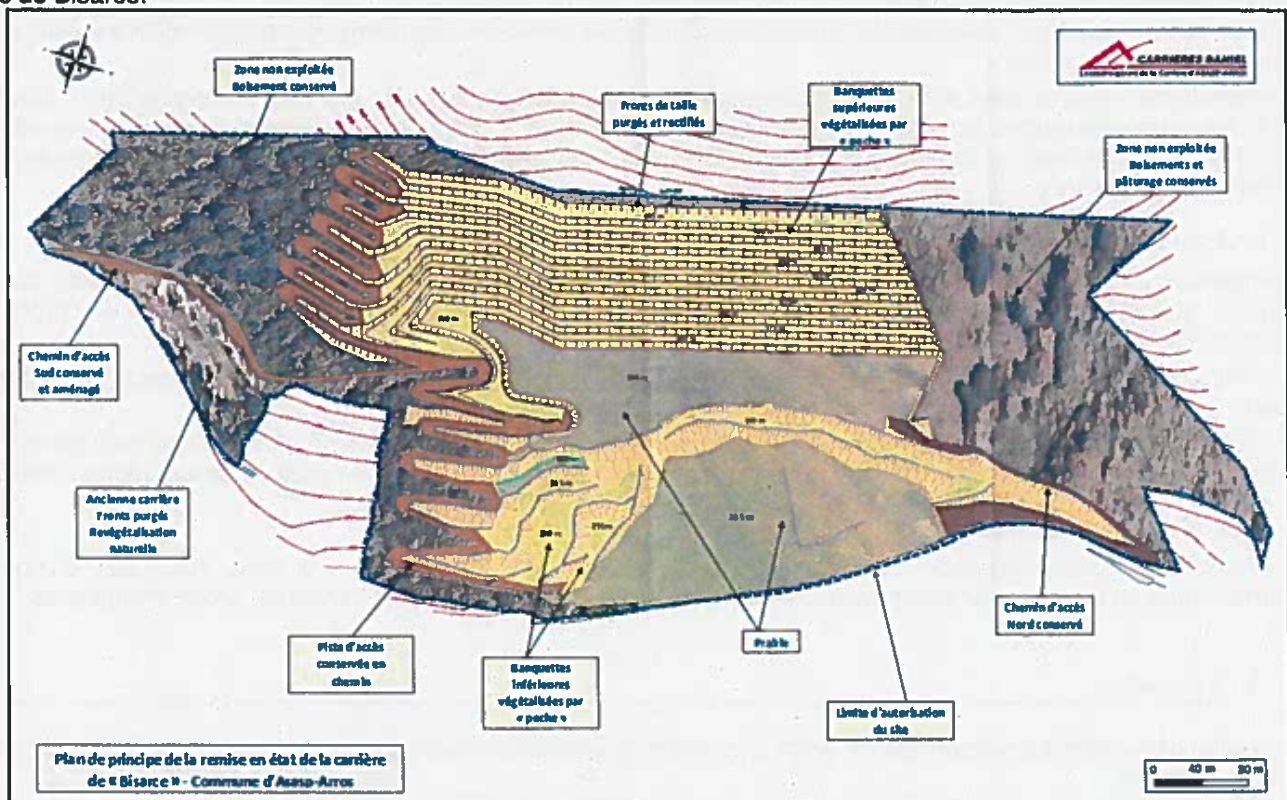 de Bisarce.
CARRIERES DANIEL
Zone non exploitée
Boisement conservé
Fronts de taille
purgés et rectifiés
Banquettes
supérieures
végétalisées par
« poche »
Zone non exploitée
Boisements et
pâturage conservés
Chemin d'accès
Sud conservé
et aménagé
Ancienne carrière
Fronts purgés
Revégétalisation
naturelle
Piste d'accès
conservée en
chemin
Banquettes
inférieures
végétalisées par
« poche »
Prairie
Limite d'autorisation
du site
Chemin d'accès
Nord conservé
Plan de principe de la remise en état de la carrière
de « Bisarce » - Commune d'Asasp-Arros
0 40 m 80 m